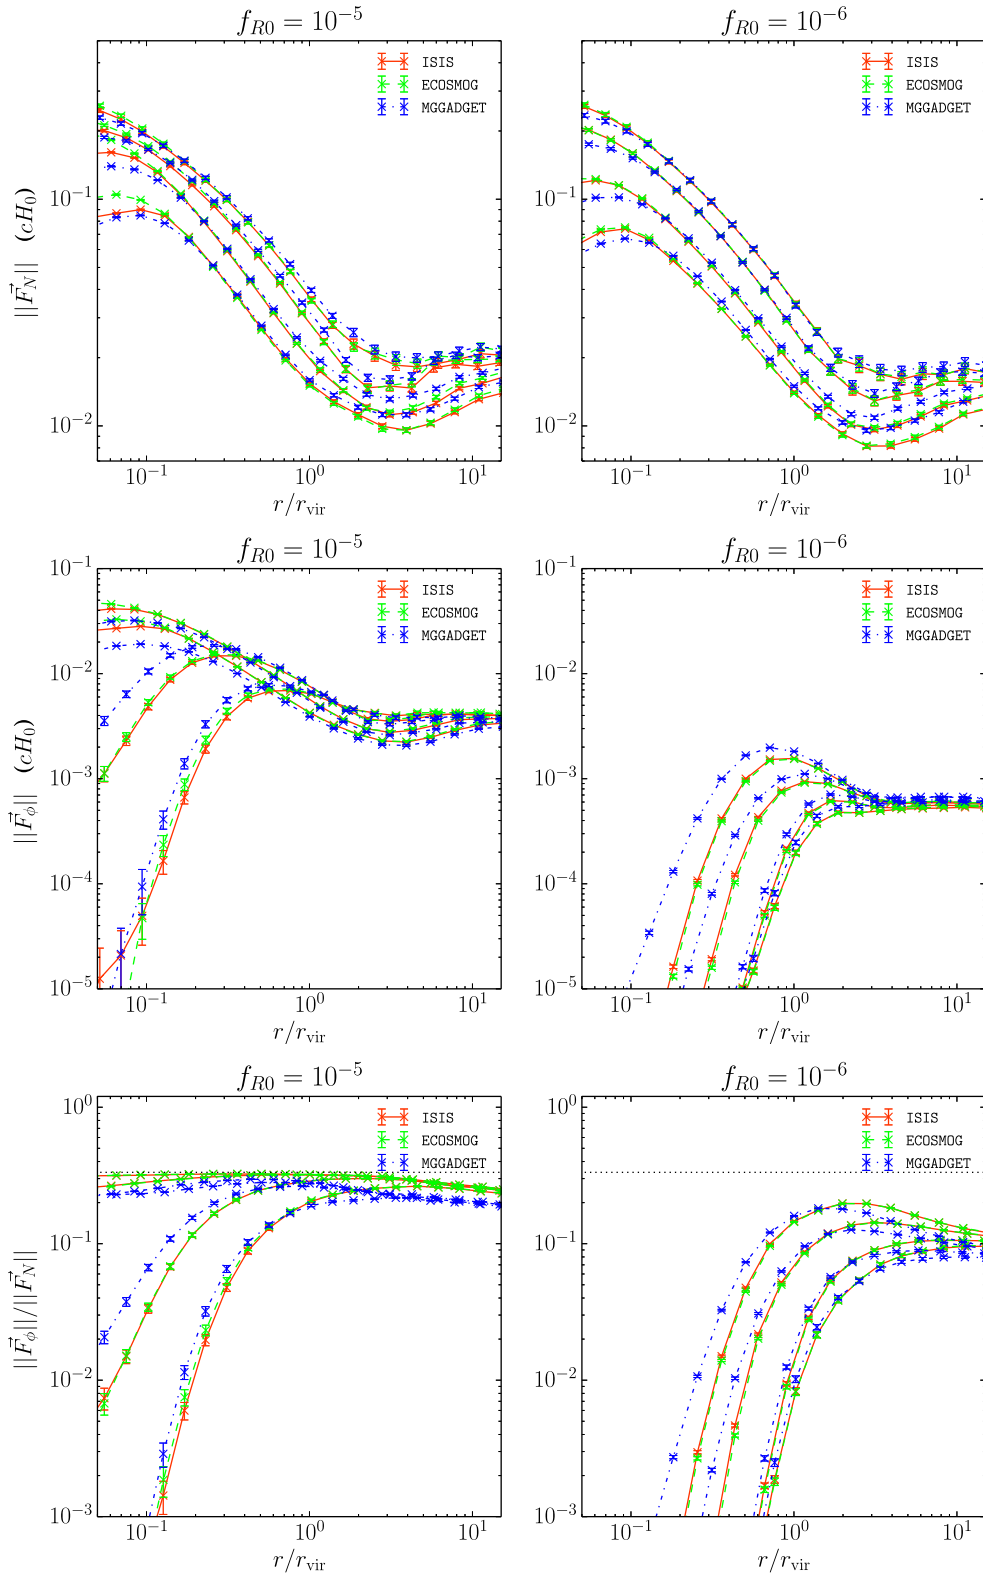 f_{R0} = 10^{-5}
f_{R0} = 10^{-6}
||\vec{F}_N|| (cH_0)
10^{-1}
10^{-2}
ISIS
ECOSMOG
MGGADGET
10^{-1}
10^{0}
10^{1}
r/r_{vir}
10^{-1}
10^{-2}
ISIS
ECOSMOG
MGGADGET
10^{-1}
10^{0}
10^{1}
r/r_{vir}
f_{R0} = 10^{-5}
f_{R0} = 10^{-6}
||\vec{F}_\phi|| (cH_0)
10^{-1}
10^{-2}
10^{-3}
10^{-4}
10^{-5}
ISIS
ECOSMOG
MGGADGET
10^{-1}
10^{0}
10^{1}
r/r_{vir}
10^{-1}
10^{-2}
10^{-3}
10^{-4}
10^{-5}
ISIS
ECOSMOG
MGGADGET
10^{-1}
10^{0}
10^{1}
r/r_{vir}
f_{R0} = 10^{-5}
f_{R0} = 10^{-6}
||\vec{F}_\phi||/||\vec{F}_N||
10^{0}
10^{-1}
10^{-2}
10^{-3}
ISIS
ECOSMOG
MGGADGET
10^{-1}
10^{0}
10^{1}
r/r_{vir}
10^{0}
10^{-1}
10^{-2}
10^{-3}
ISIS
ECOSMOG
MGGADGET
10^{-1}
10^{0}
10^{1}
r/r_{vir}